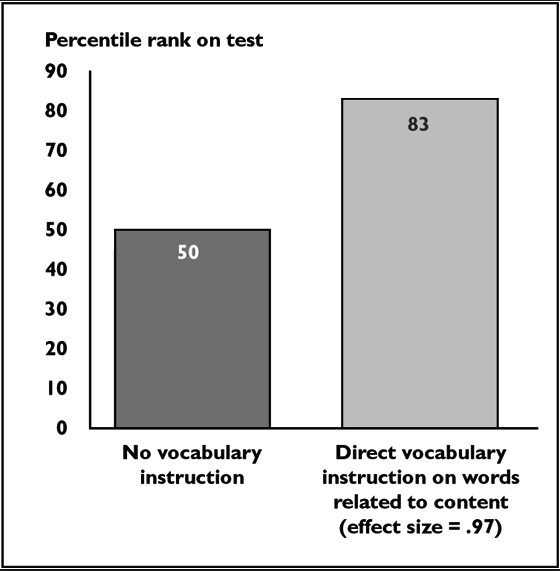 Percentile rank on test
90
80
70
60
50
40
30
20
10
0
50
83
No vocabulary
instruction
Direct vocabulary
instruction on words
related to content
(effect size = .97)